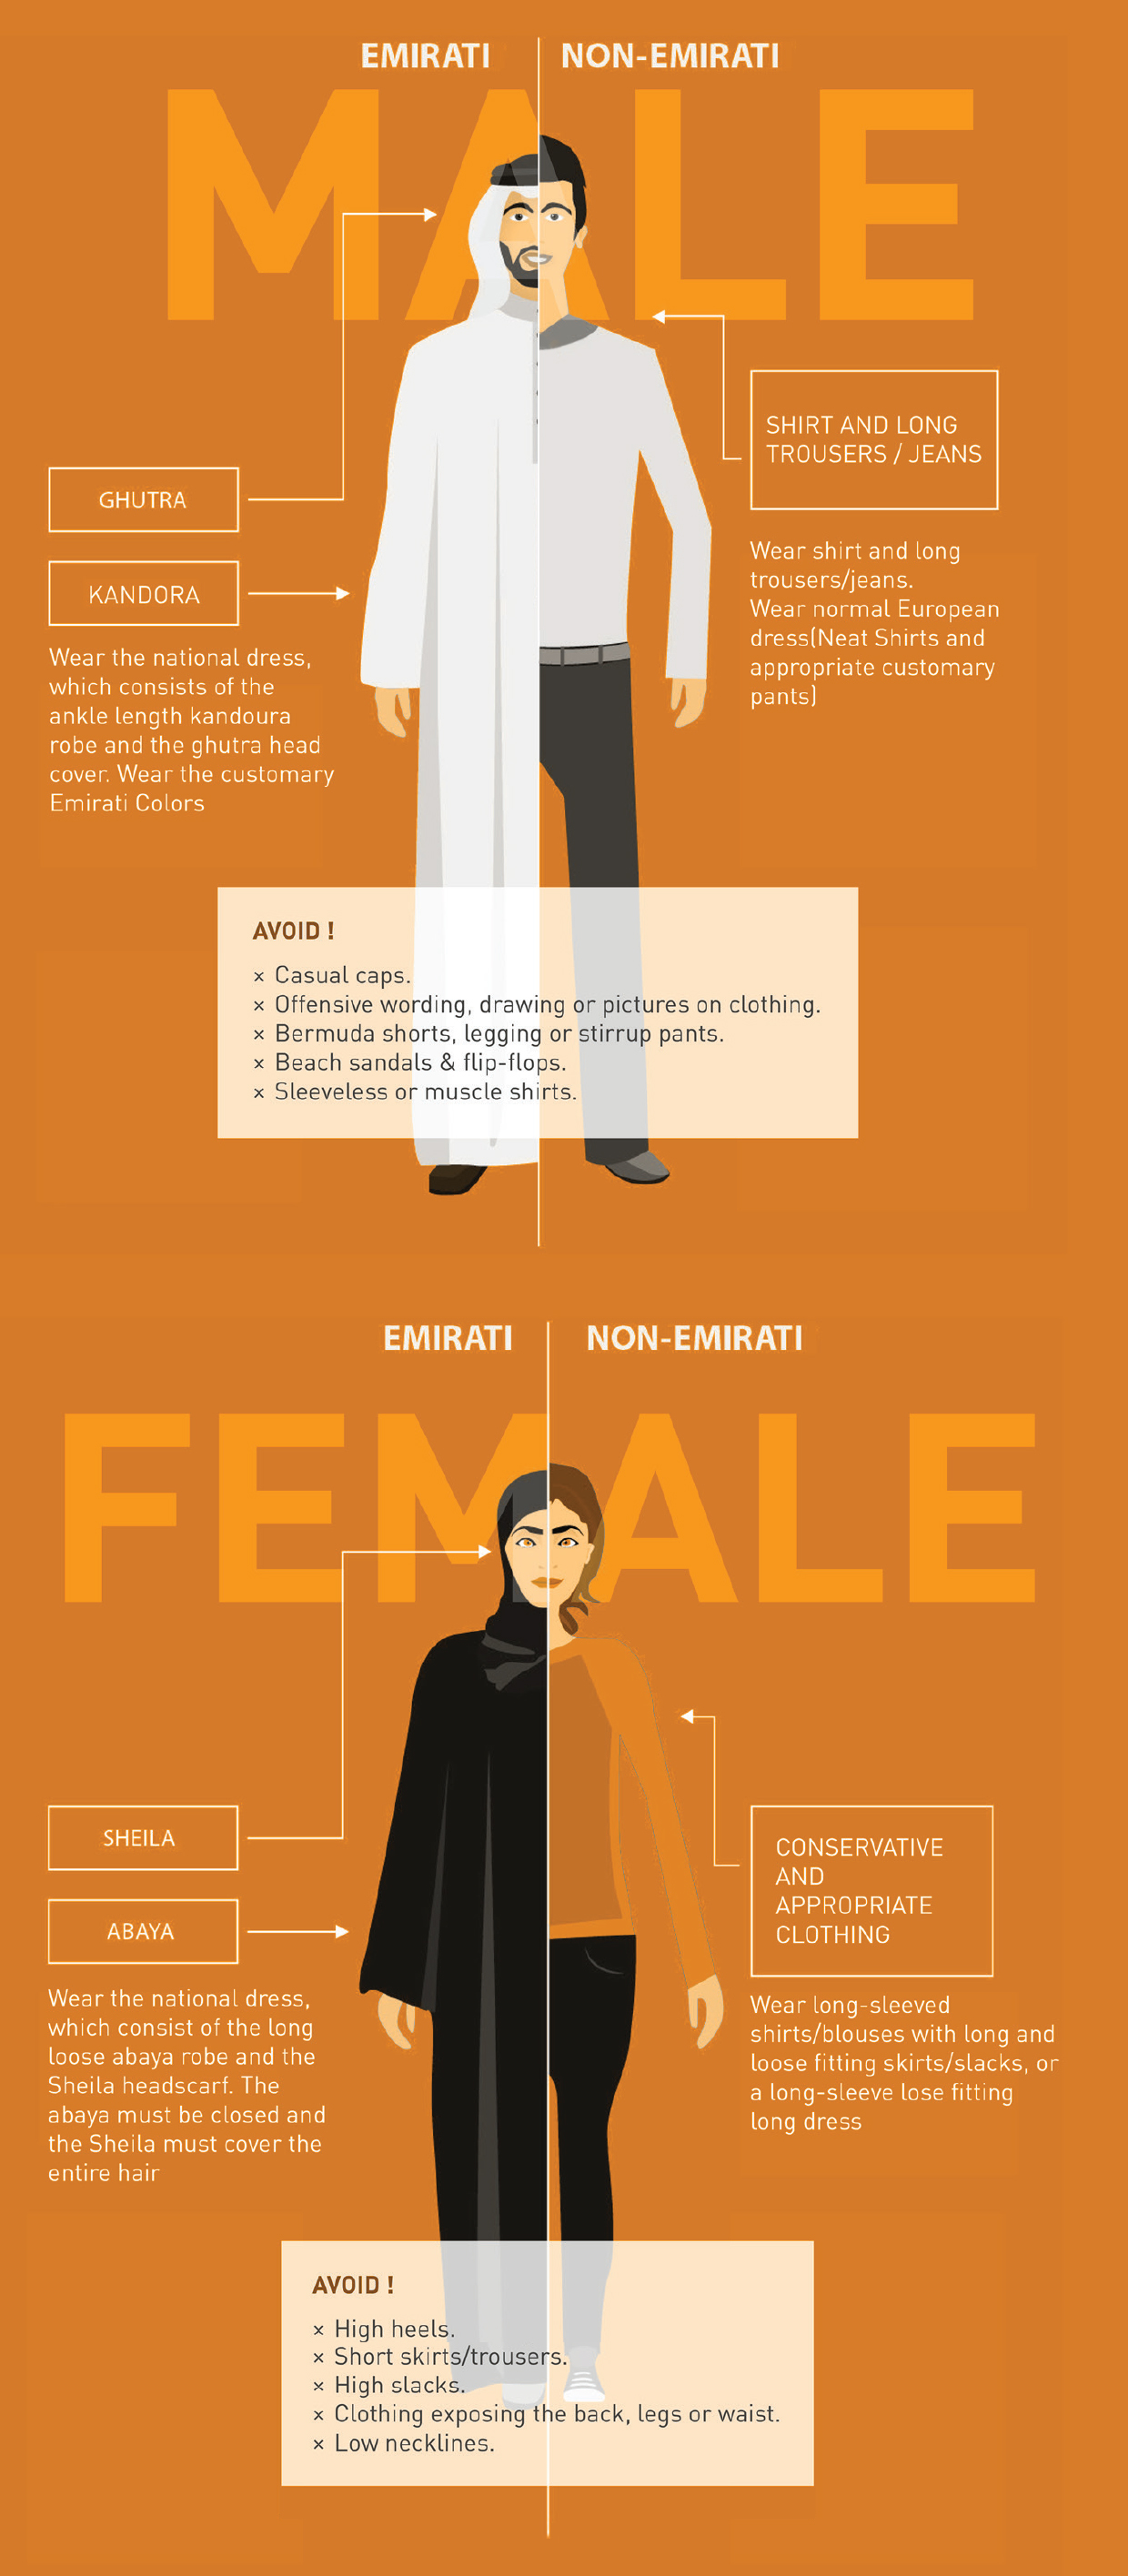 EMIRATI
NON-EMIRATI
MALE
GHUTRA
KANDORA
Wear the national dress,
which consists of the
ankle length kandoura
robe and the ghutra head
cover. Wear the customary
Emirati Colors
SHIRT AND LONG
TROUSERS / JEANS
Wear shirt and long
trousers/jeans.
Wear normal European
dress(Neat Shirts and
appropriate customary
pants)
AVOID !
× Casual caps.
× Offensive wording, drawing or pictures on clothing.
× Bermuda shorts, legging or stirrup pants.
× Beach sandals & flip-flops.
× Sleeveless or muscle shirts.
EMIRATI
NON-EMIRATI
FEMALE
SHEILA
ABAYA
Wear the national dress,
which consist of the long
loose abaya robe and the
Sheila headscarf. The
abaya must be closed and
the Sheila must cover the
entire hair
CONSERVATIVE
AND
APPROPRIATE
CLOTHING
Wear long-sleeved
shirts/blouses with long and
loose fitting skirts/slacks, or
a long-sleeve lose fitting
long dress
AVOID !
× High heels.
× Short skirts/trousers.
× High slacks.
× Clothing exposing the back, legs or waist.
× Low necklines.